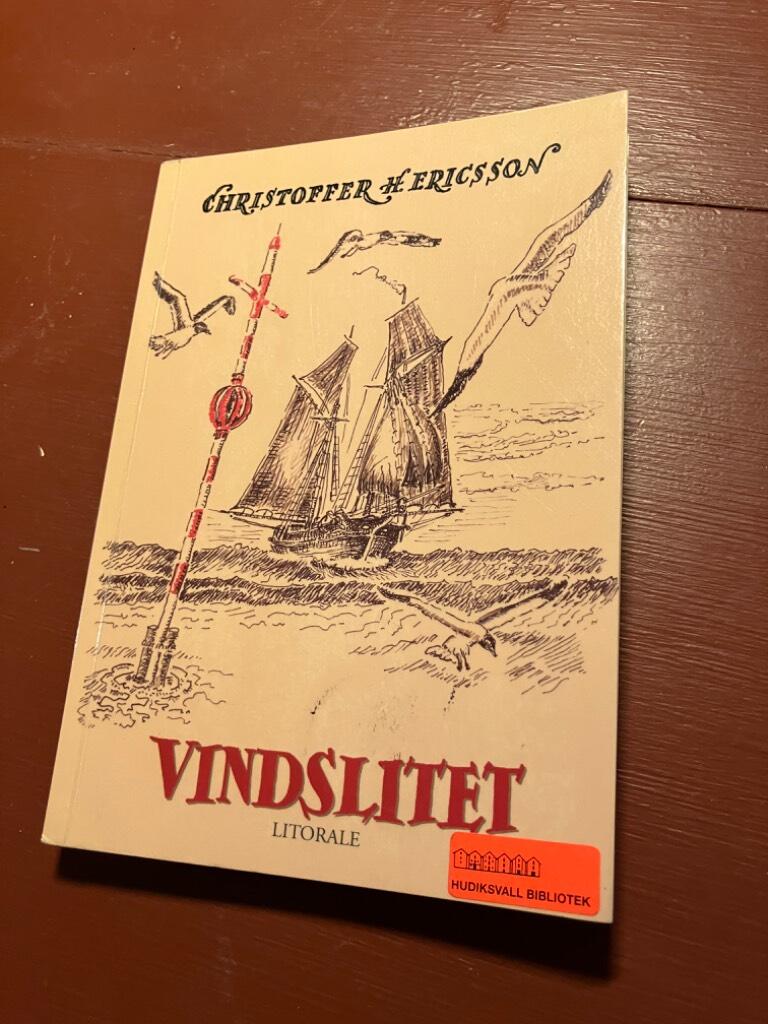 CHRISTOFFER H ERICSSON
VINDSLITET
LITORALE
HUDIKSVALL BIBLIOTEK